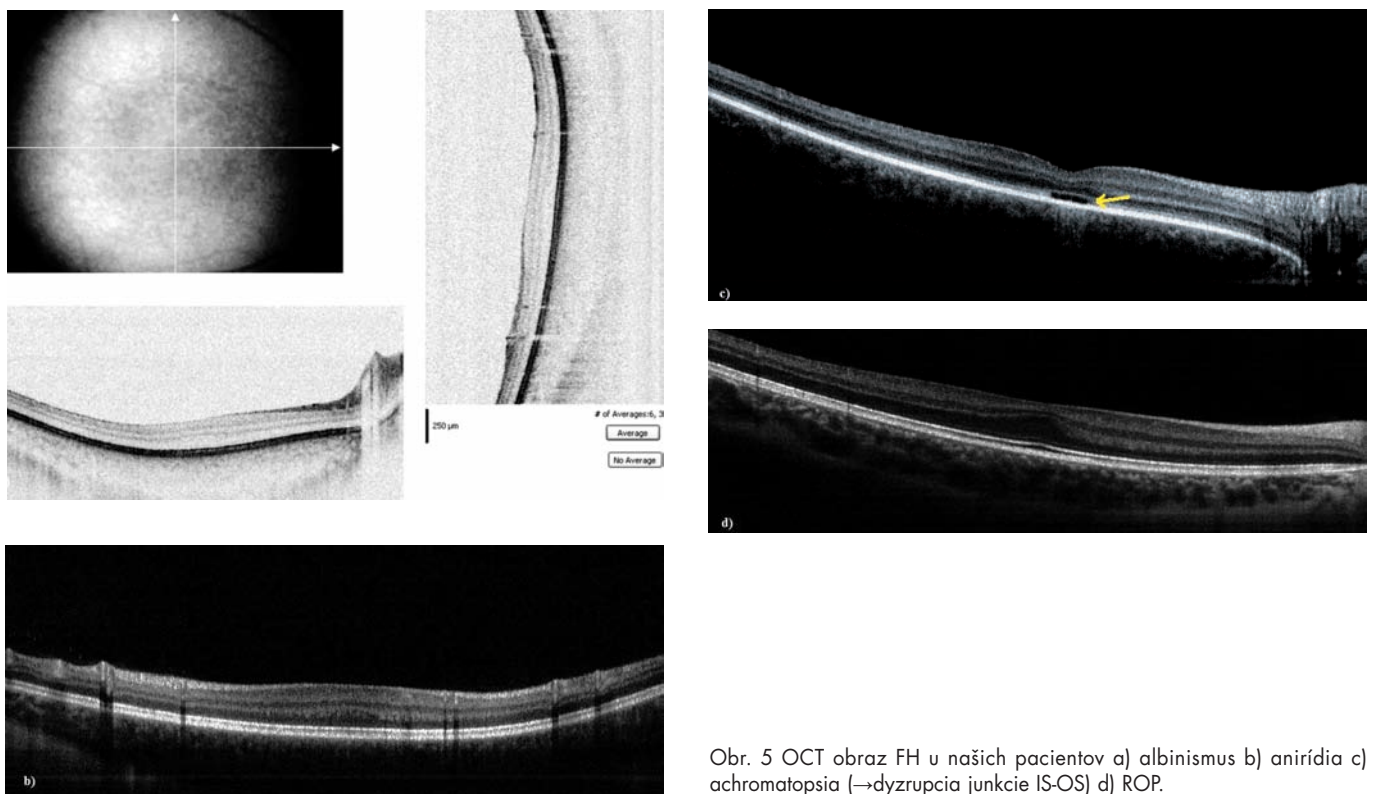 250 µm
# of Averages:6, 3
Average
No Average
b)
c)
d)
Obr. 5 OCT obraz FH u našich pacientov a) albinismus b) anirídia c)
achromatopsia (→dyzrupcia junkcie IS-OS) d) ROP.